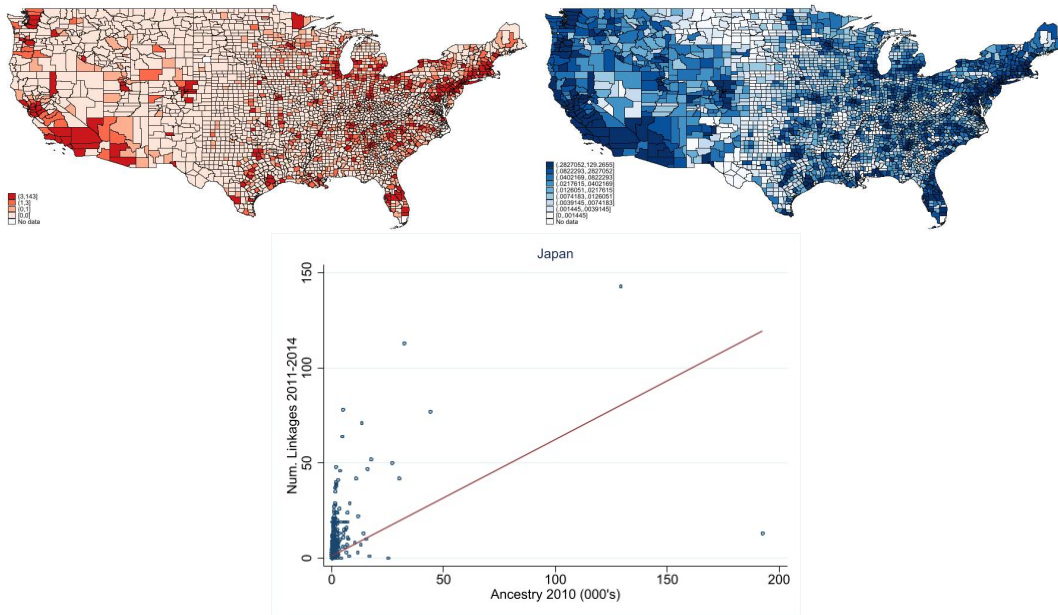 (3,143]
(1,3]
(0,1]
[0,0]
No data
(.2827052,129.2655]
(.0822293,.2827052]
(.0402169,.0822293]
(.0217615,.0402169]
(.0126051,.0217615]
(.0074183,.0126051]
(.0039145,.0074183]
(.001445,.0039145]
[0,.001445]
No data
Japan
Num. Linkages 2011-2014
150
100
50
0
0 50 100 150 200
Ancestry 2010 (000's)